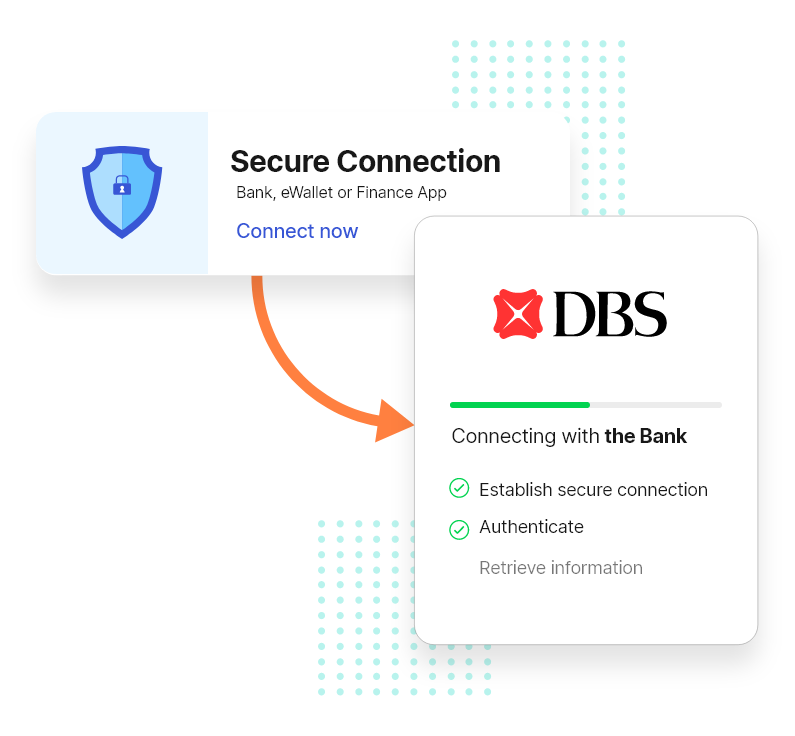 Secure Connection
Bank, eWallet or Finance App
Connect now
DBS
Connecting with the Bank
Establish secure connection
Authenticate
Retrieve information